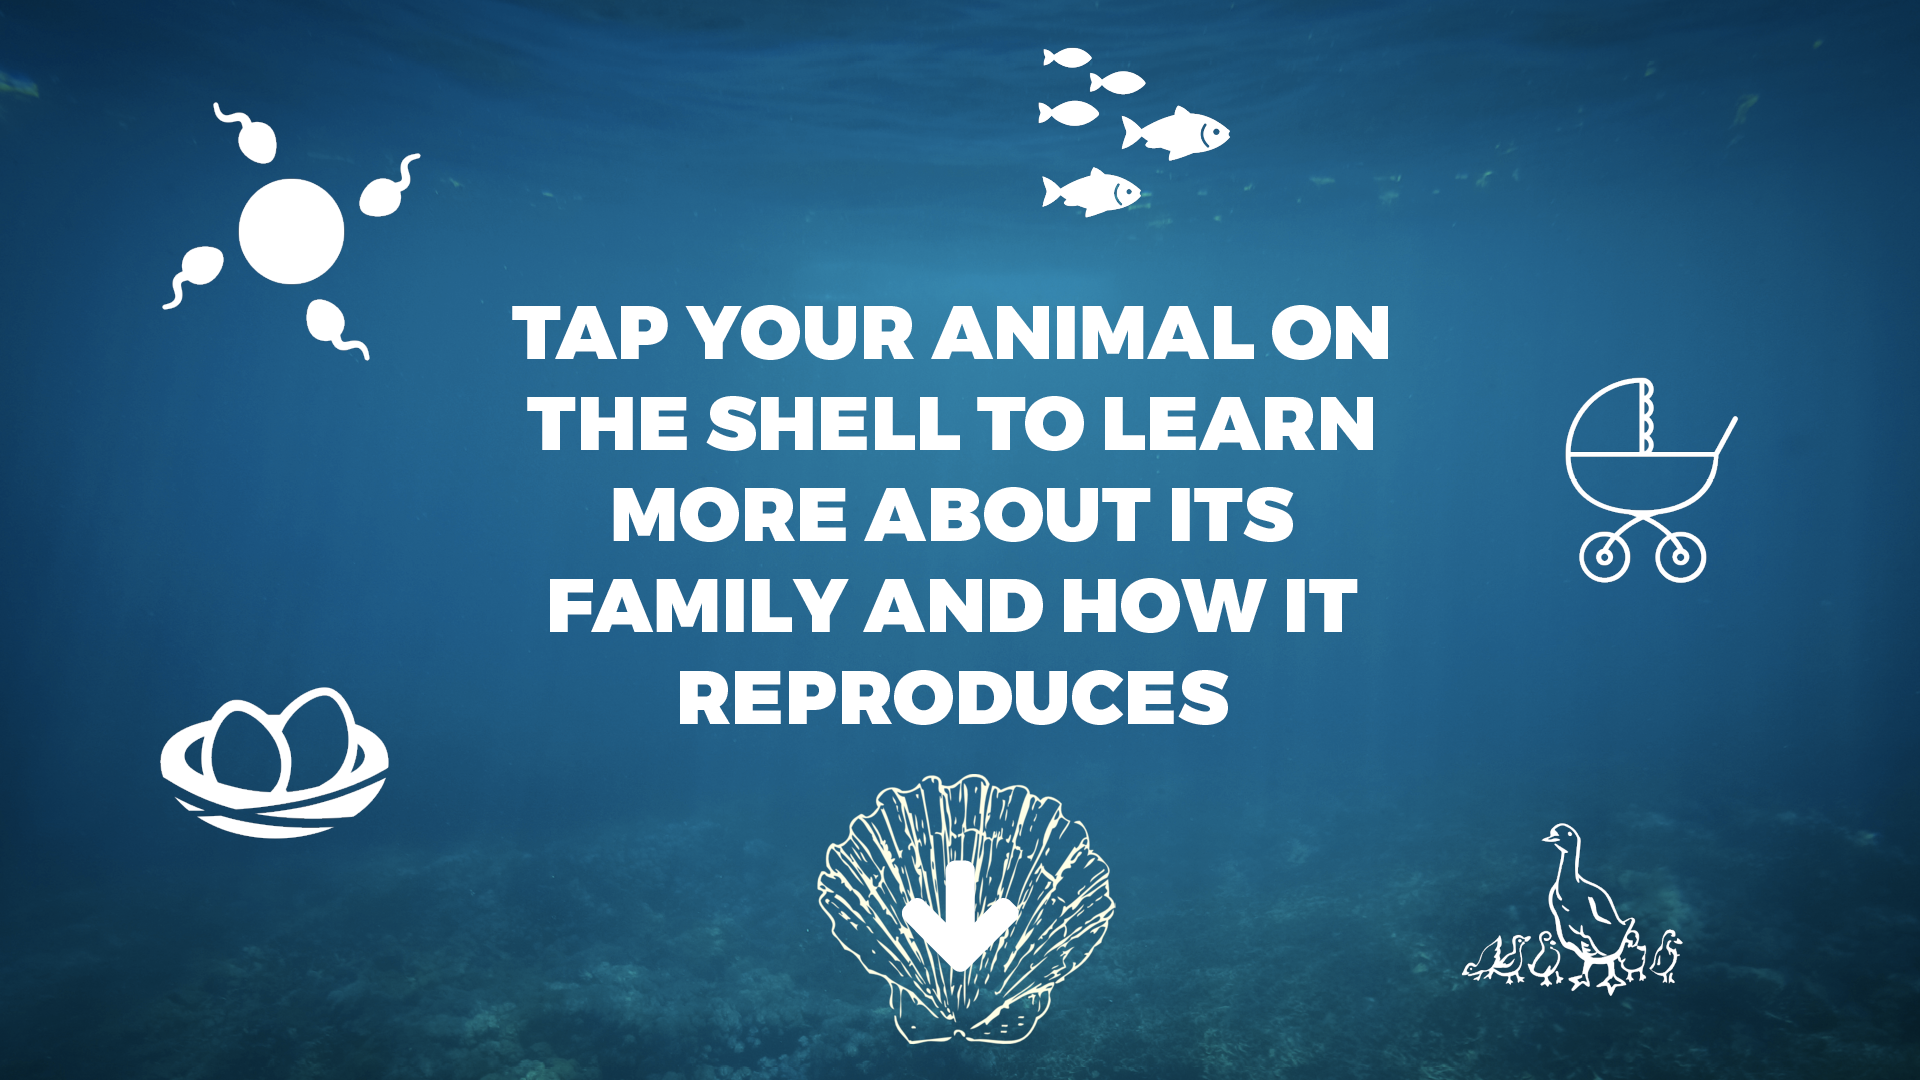 TAP YOUR ANIMAL ON
THE SHELL TO LEARN
MORE ABOUT ITS
FAMILY AND HOW IT
REPRODUCES